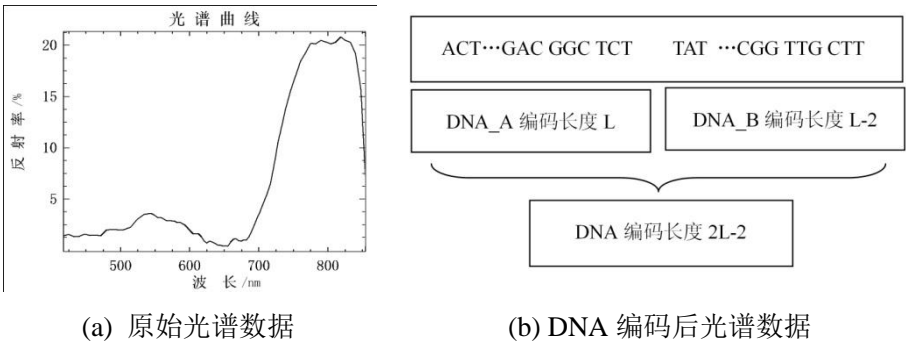 光 谱 曲 线
20
15
10
5
反 射 率 /%
500
600
700
800
波 长 /nm
(a) 原始光谱数据
ACT⋯GAC GGC TCT TAT ⋯CGG TTG CTT
DNA_A 编码长度 L
DNA_B 编码长度 L-2
DNA 编码长度 2L-2
(b) DNA 编码后光谱数据